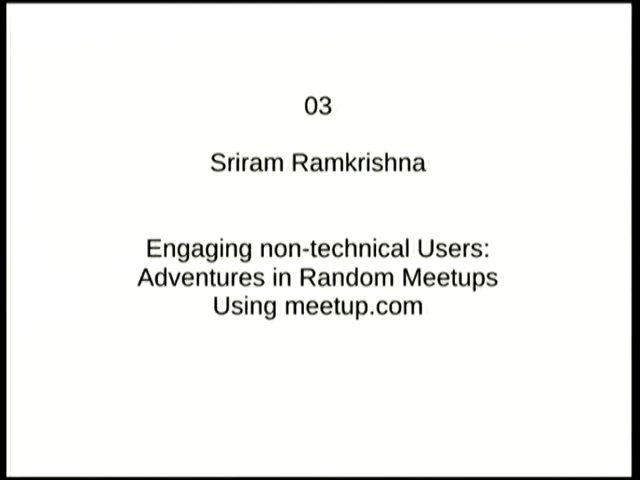 03
Sriram Ramkrishna
Engaging non-technical Users:
Adventures in Random Meetups
Using meetup.com